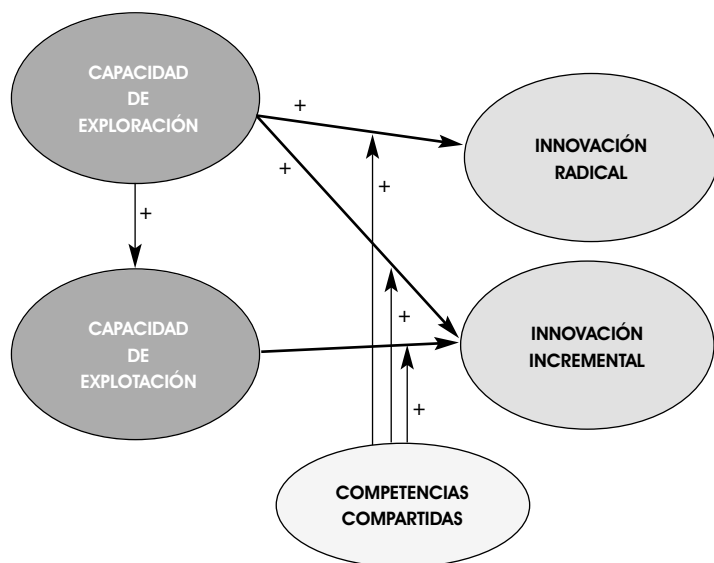 CAPACIDAD
DE
EXPLORACIÓN
+
+
+
+
INNOVACIÓN
RADICAL
CAPACIDAD
DE
EXPLOTACIÓN
+
+
INNOVACIÓN
INCREMENTAL
COMPETENCIAS
COMPARTIDAS